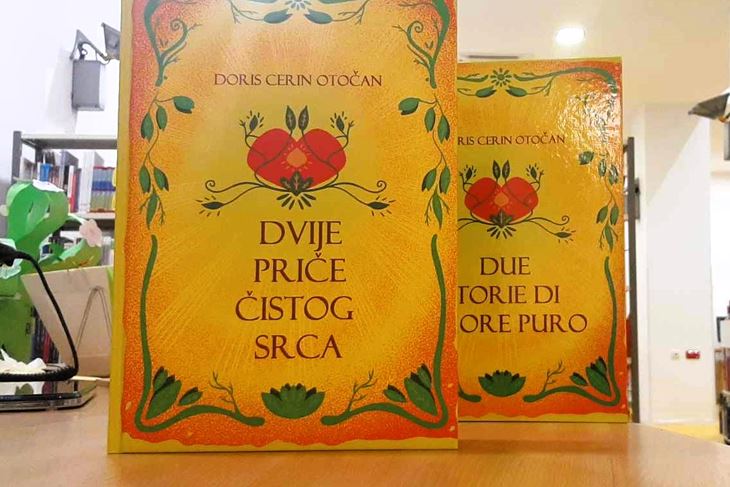 DORIS CERIN OTOČAN
DVIJE
PRIČE
ČISTOG
SRCA
RIS CERIN OTOČAN
DUE
TORIE DI
ORE PURO